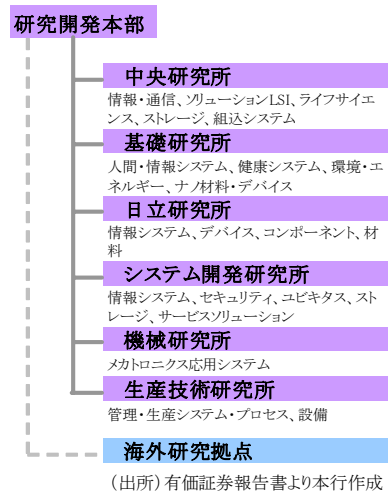 研究開発本部
中央研究所
情報・通信、ソリューションLSI、ライフサイエ
ンス、ストレージ、組込システム
基礎研究所
人間・情報システム、健康システム、環境・エ
ネルギー、ナノ材料・デバイス
日立研究所
情報システム、デバイス、コンポーネント、材
料
システム開発研究所
情報システム、セキュリティ、ユビキタス、スト
レージ、サービスソリューション
機械研究所
メカトロニクス応用システム
生産技術研究所
管理・生産システム・プロセス、設備
海外研究拠点
（出所）有価証券報告書より本行作成